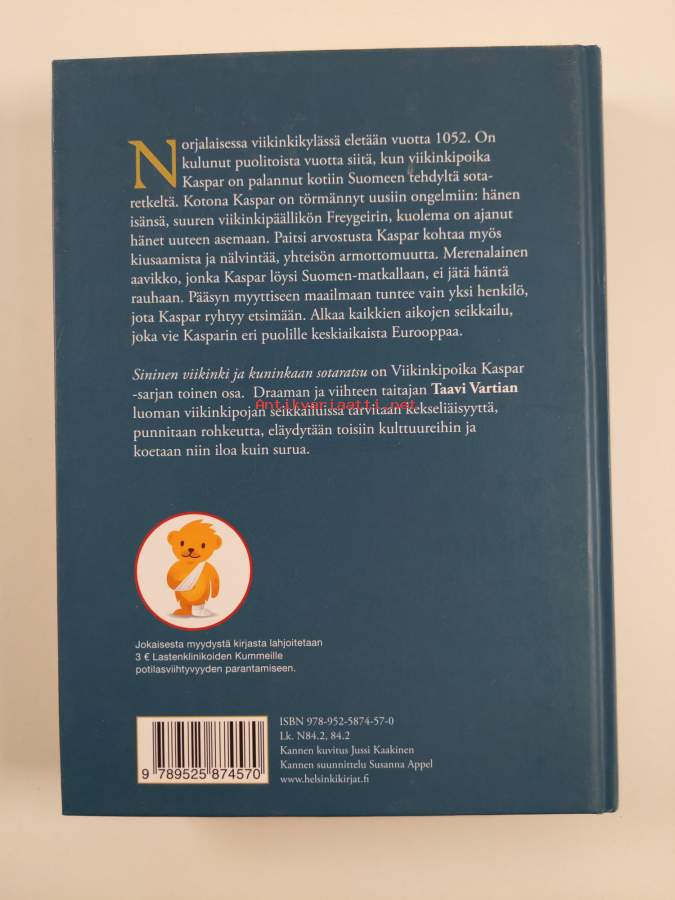 Norjalaisessa viikinkikylässä eletään vuotta 1052. On
kulunut puolitoista vuotta siitä, kun viikinkipoika
Kaspar on palannut kotiin Suomeen tehdyltä sota-
retkeltä. Kotona Kaspar on törmännyt uusiin ongelmiin: hänen
isänsä, suuren viikinkipäällikön Freygeirin, kuolema on ajanut
hänet uuteen asemaan. Paitsi arvostusta Kaspar kohtaa myös
kiusaamista ja nälvintää, yhteisön armottomuutta. Merenalainen
aavikko, jonka Kaspar löysi Suomen-matkallaan, ei jätä häntä
rauhaan. Pääsyn myyttiseen maailmaan tuntee vain yksi henkilö,
jota Kaspar ryhtyy etsimään. Alkaa kaikkien aikojen seikkailu,
joka vie Kasparin eri puolille keskiaikaista Eurooppaa.
Sininen viikinki ja kuninkaan sotaratsu on Viikinkipoika Kaspar
-sarjan toinen osa. Draaman ja viihteen taitajan Taavi Vartian
Antikvariaatti.net
luoman viikinkipojan seikkailuissa tarvitaan kekseliäisyyttä,
punnitaan rohkeutta, eläydytään toisiin kulttuureihin ja
koetaan niin iloa kuin surua.
Jokaisesta myydystä kirjasta lahjoitetaan
3 € Lastenklinikoiden Kummeille
potilasviihtyvyyden parantamiseen.
ISBN 978-952-5874-57-0
Lk. N84.2, 84.2
Kannen kuvitus Jussi Kaakinen
Kannen suunnittelu Susanna Appel
www.helsinkikirjat.fi
9 789525 874570